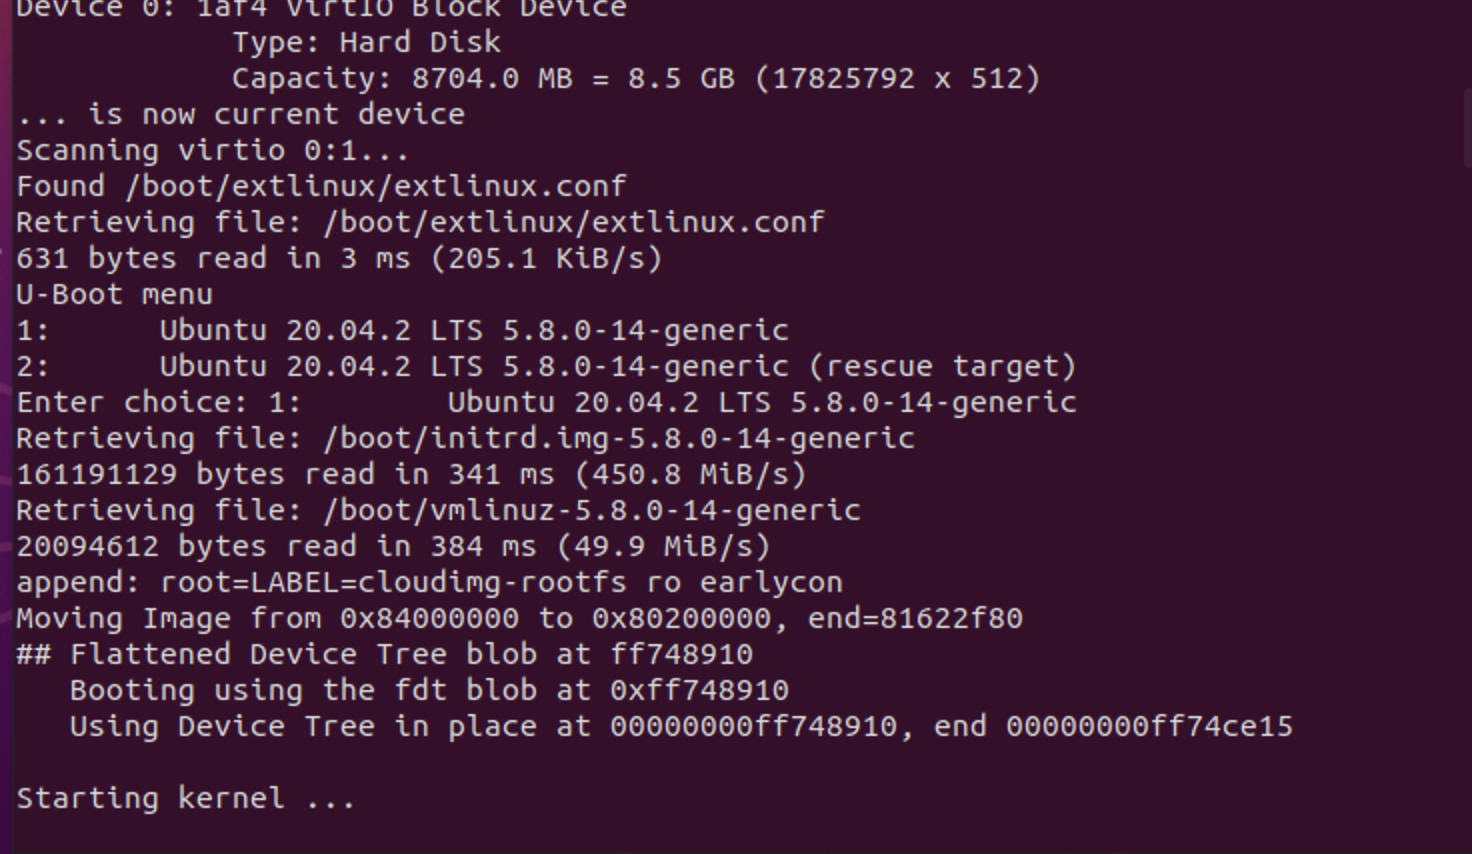 Device 0: 1af4 VirtIO Block Device
Type: Hard Disk
Capacity: 8704.0 MB = 8.5 GB (17825792 x 512)
... is now current device
Scanning virtio 0:1...
Found /boot/extlinux/extlinux.conf
Retrieving file: /boot/extlinux/extlinux.conf
631 bytes read in 3 ms (205.1 KiB/s)
U-Boot menu
1:      Ubuntu 20.04.2 LTS 5.8.0-14-generic
2:      Ubuntu 20.04.2 LTS 5.8.0-14-generic (rescue target)
Enter choice: 1:        Ubuntu 20.04.2 LTS 5.8.0-14-generic
Retrieving file: /boot/initrd.img-5.8.0-14-generic
161191129 bytes read in 341 ms (450.8 MiB/s)
Retrieving file: /boot/vmlinuz-5.8.0-14-generic
20094612 bytes read in 384 ms (49.9 MiB/s)
append: root=LABEL=cloudimg-rootfs ro earlycon
Moving Image from 0x84000000 to 0x80200000, end=81622f80
## Flattened Device Tree blob at ff748910
Booting using the fdt blob at 0xff748910
Using Device Tree in place at 00000000ff748910, end 00000000ff74ce15
Starting kernel ...